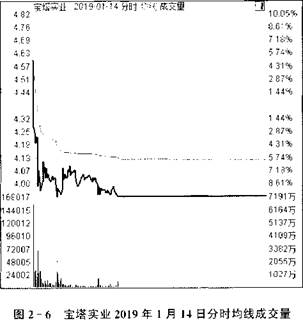 宝塔实业 2019-01-14 分时 均线 成交量
4.82 10.05%
4.76 8.61%
4.69 7.18%
4.63 5.74%
4.57 4.31%
4.51 2.87%
4.44 1.44%
4.32 1.44%
4.26 2.87%
4.19 4.31%
4.13 5.74%
4.07 7.18%
4.00 8.61%
168017 7191万
144015 6164万
120012 5137万
96010 4109万
72007 3082万
48005 2055万
24002 1027万
图 2-6 宝塔实业 2019 年 1 月 14 日分时均线成交量